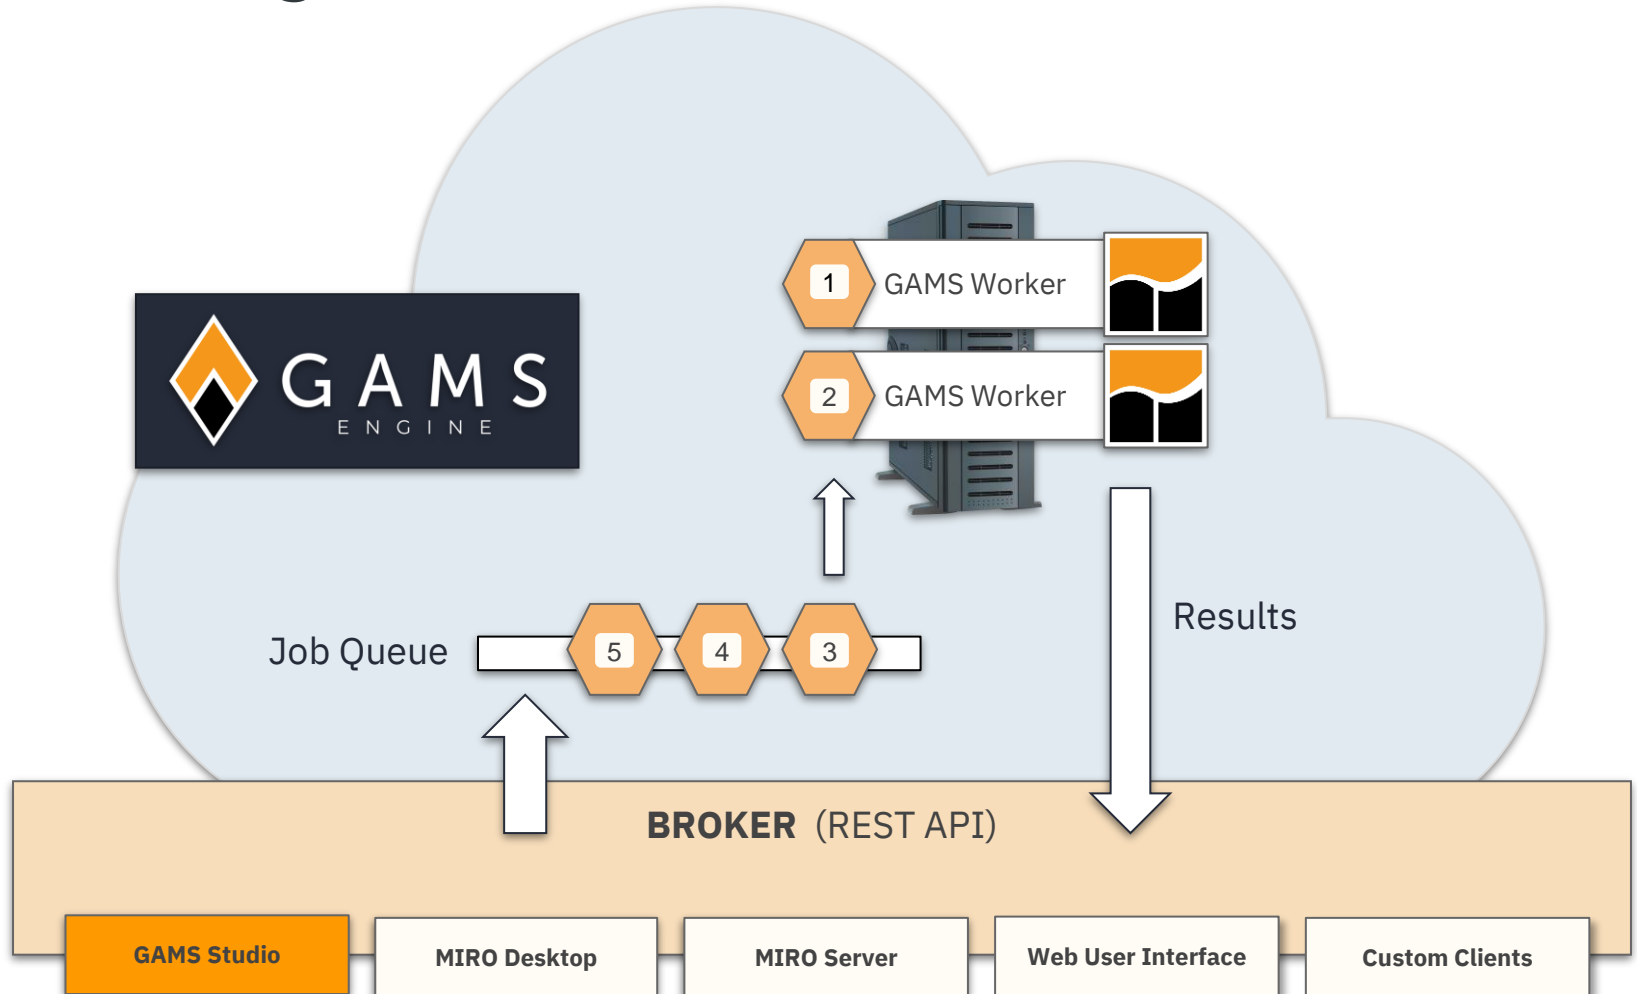 1 GAMS Worker
GAMS
ENGINE
2 GAMS Worker
Results
Job Queue 5 4 3
BROKER (REST API)
GAMS Studio
MIRO Desktop
MIRO Server
Web User Interface
Custom Clients